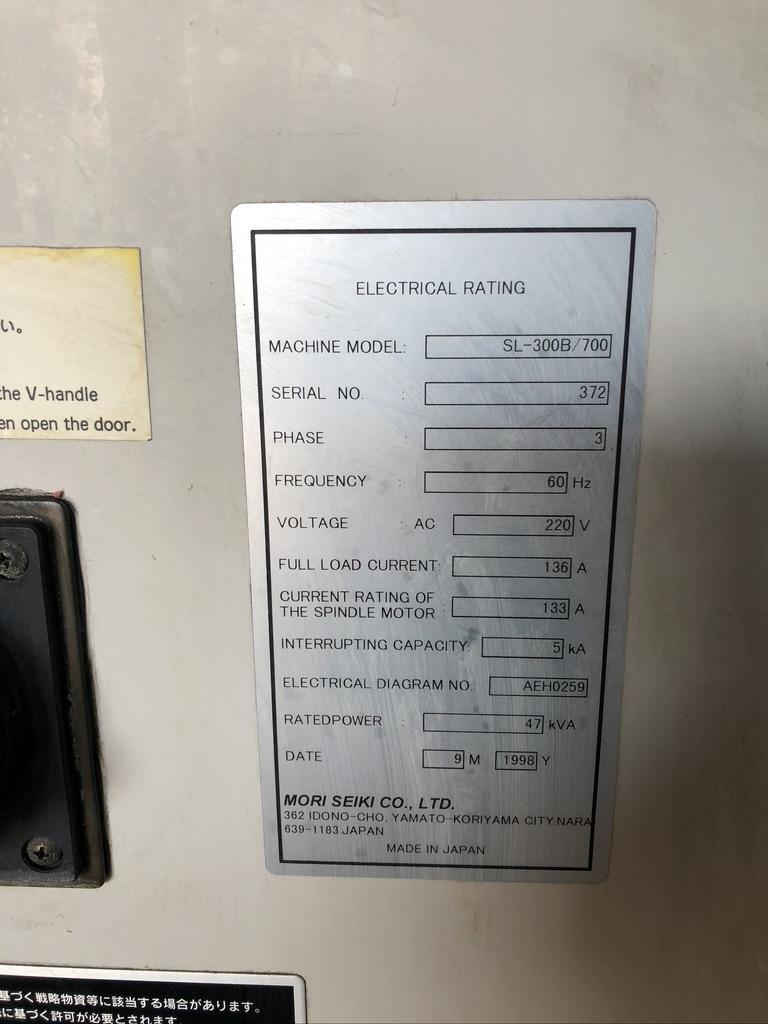 い。
the V-handle
en open the door.
ELECTRICAL RATING
MACHINE MODEL: SL-300B/700
SERIAL NO. : 372
PHASE : 3
FREQUENCY : 60 Hz
VOLTAGE : AC 220 V
FULL LOAD CURRENT: 136 A
CURRENT RATING OF
THE SPINDLE MOTOR : 133 A
INTERRUPTING CAPACITY: 5 kA
ELECTRICAL DIAGRAM NO.: AEH0259
RATEDPOWER : 47 kVA
DATE 9 M 1998 Y
MORI SEIKI CO., LTD.
362 IDONO-CHO, YAMATO-KORIYAMA CITY,NARA
639-1183,JAPAN
MADE IN JAPAN
基づく戦略物資等に該当する場合があります。
に基づく許可が必要とされます。